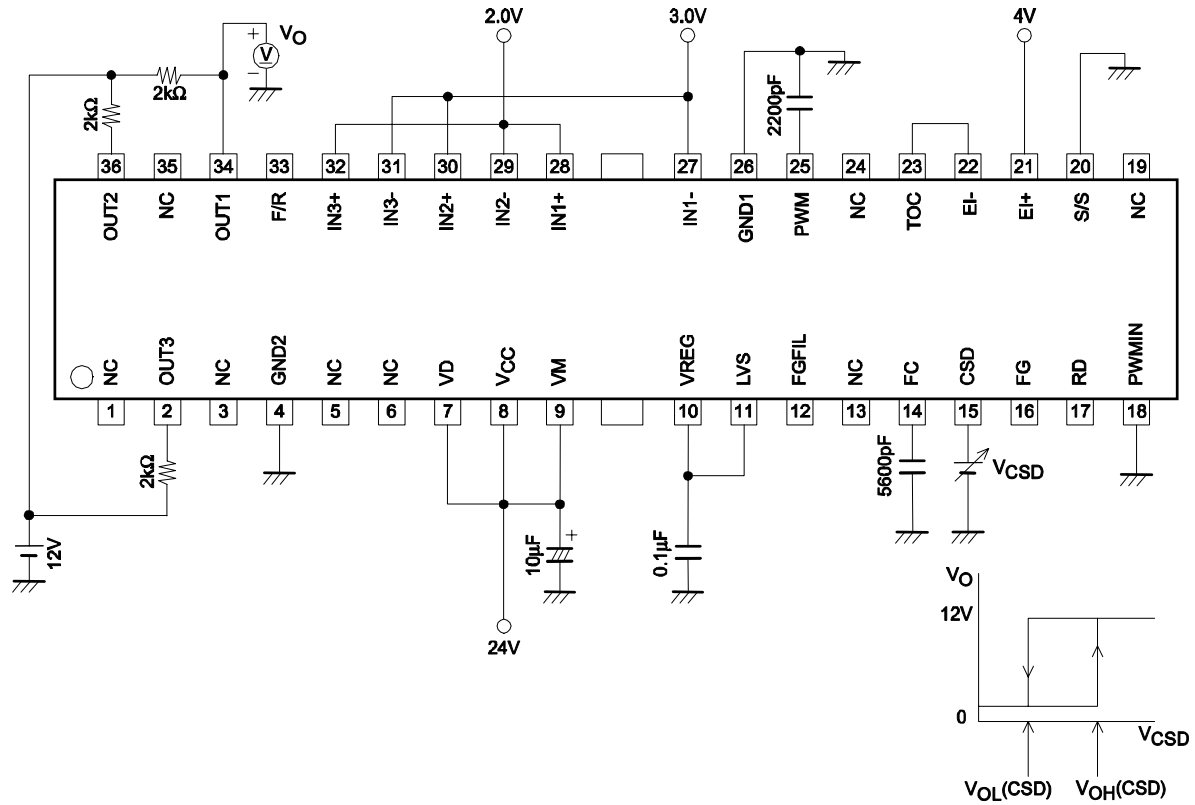 2.0V
3.0V
4V
+
VO
V
–
2kΩ
2kΩ
2200pF
36 35 34 33 32 31 30 29 28 27 26 25 24 23 22 21 20 19
OUT2 NC OUT1 F/R IN3+ IN3- IN2+ IN2- IN1+ IN1- GND1 PWM NC TOC EI- EI+ S/S NC
NC OUT3 NC GND2 NC NC VD VCC VM VREG LVS FGFIL NC FC CSD FG RD PWMIN
1 2 3 4 5 6 7 8 9 10 11 12 13 14 15 16 17 18
2kΩ
5600pF
VCSD
12V
10µF
+
0.1µF
24V
VO
12V
0
VCSD
VOL(CSD)
VOH(CSD)